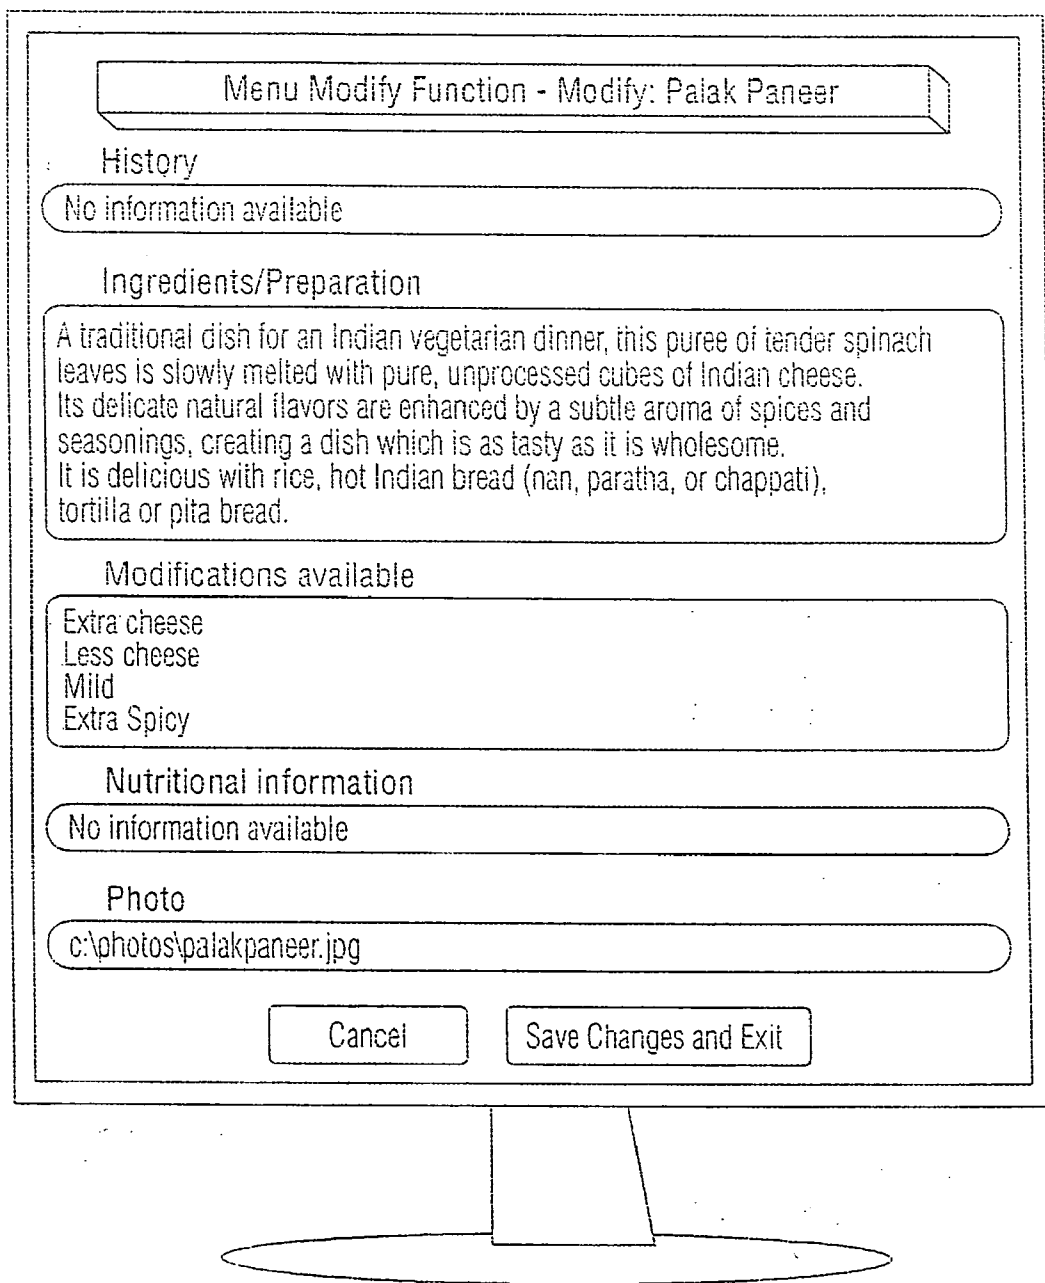 Menu Modify Function - Modify: Palak Paneer
History
No information available
Ingredients/Preparation
A traditional dish for an Indian vegetarian dinner, this puree of tender spinach
leaves is slowly melted with pure, unprocessed cubes of Indian cheese.
Its delicate natural flavors are enhanced by a subtle aroma of spices and
seasonings, creating a dish which is as tasty as it is wholesome.
It is delicious with rice, hot Indian bread (nan, paratha, or chappati),
tortilla or pita bread.
Modifications available
Extra cheese
Less cheese
Mild
Extra Spicy
Nutritional information
No information available
Photo
c:\photos\palakpaneer.jpg
Cancel
Save Changes and Exit